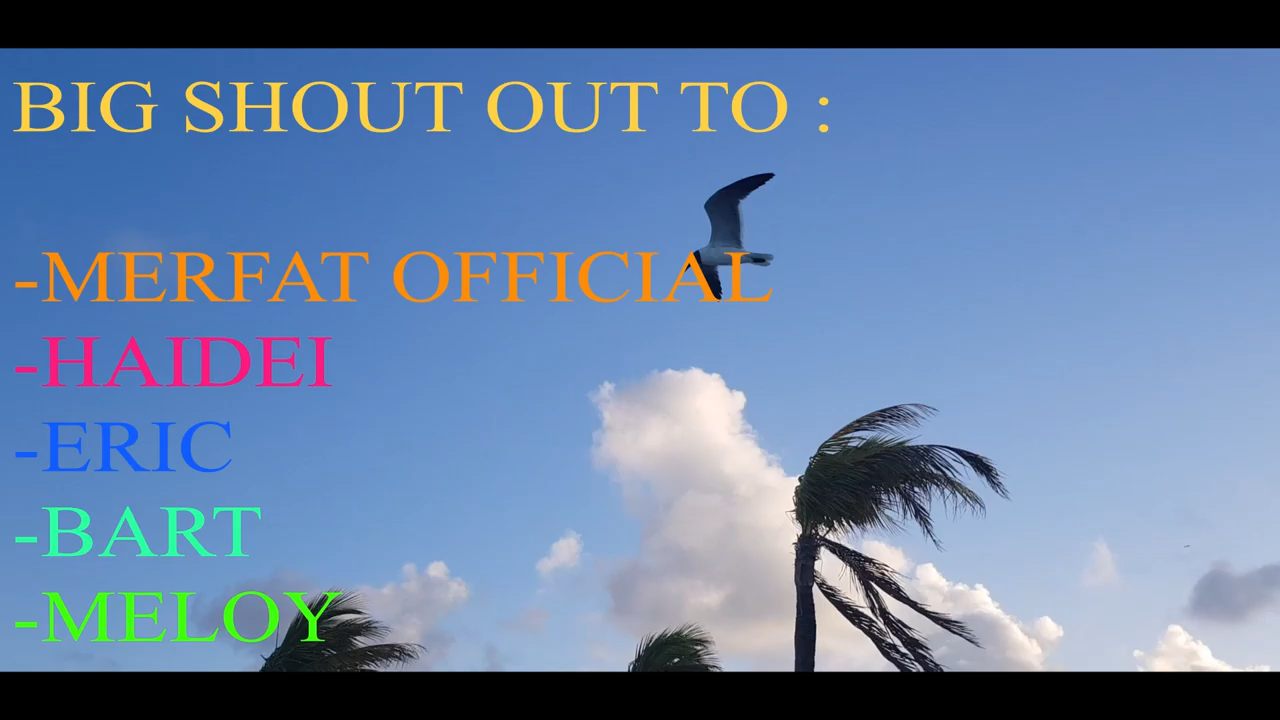 BIG SHOUT OUT TO :
-MERFAT OFFICIAL
-HAIDEI
-ERIC
-BART
-MELOY